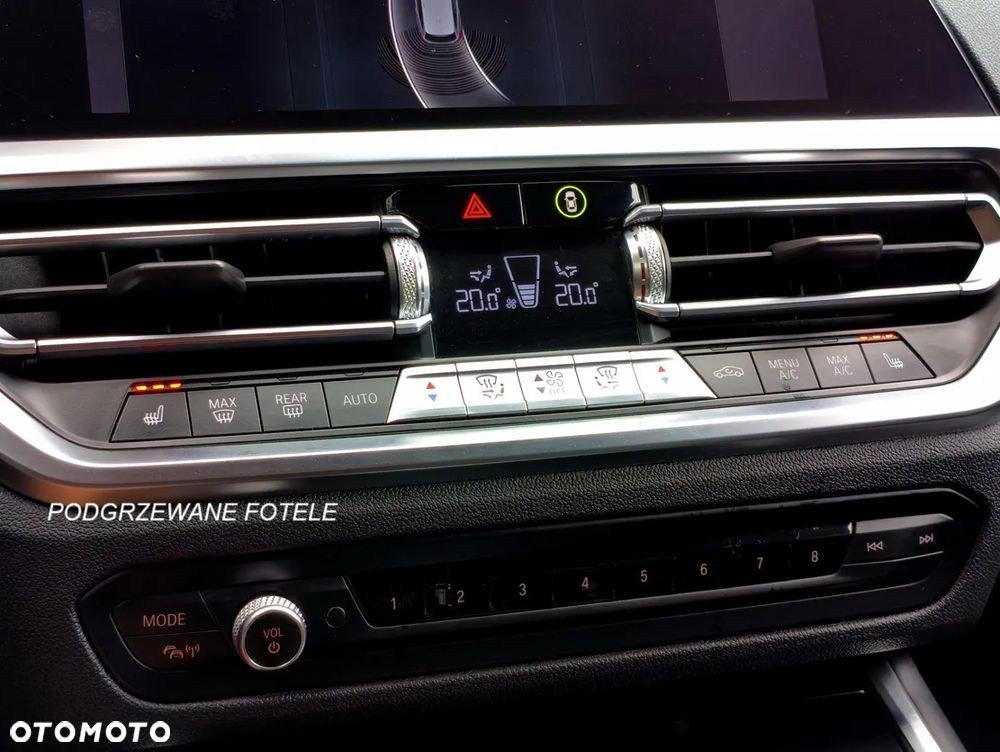 20.0° 20.0°
MAX
REAR
AUTO
OFF
MENU
A/C
MAX
A/C
PODGRZEWANE FOTELE
1 2 3 4 5 6 7 8
MODE
VOL
OTOMOTO